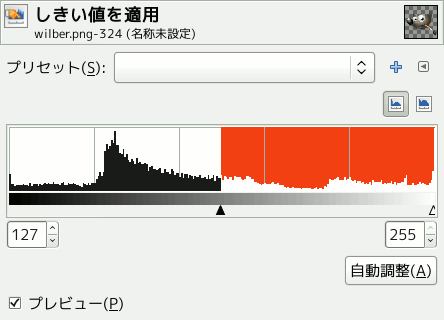 しきい値を適用
wilber.png-324 (名称未設定)
プリセット(S):
127
255
自動調整(A)
プレビュー(P)